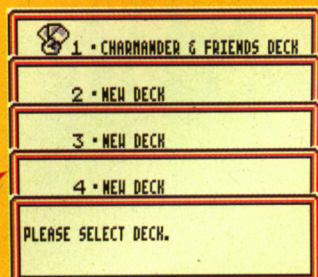 1 • CHARMANDER & FRIENDS DECK
2 • NEW DECK
3 • NEW DECK
4 • NEW DECK
PLEASE SELECT DECK.